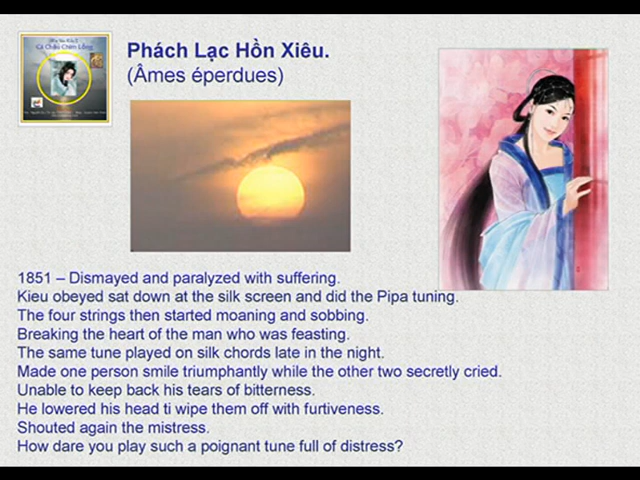 Cá Chậu Chim Lồng
Phách Lạc Hồn Xiêu.
(Âmes éperdues)
1851 – Dismayed and paralyzed with suffering.
Kieu obeyed sat down at the silk screen and did the Pipa tuning.
The four strings then started moaning and sobbing.
Breaking the heart of the man who was feasting.
The same tune played on silk chords late in the night.
Made one person smile triumphantly while the other two secretly cried.
Unable to keep back his tears of bitterness.
He lowered his head ti wipe them off with furtiveness.
Shouted again the mistress.
How dare you play such a poignant tune full of distress?